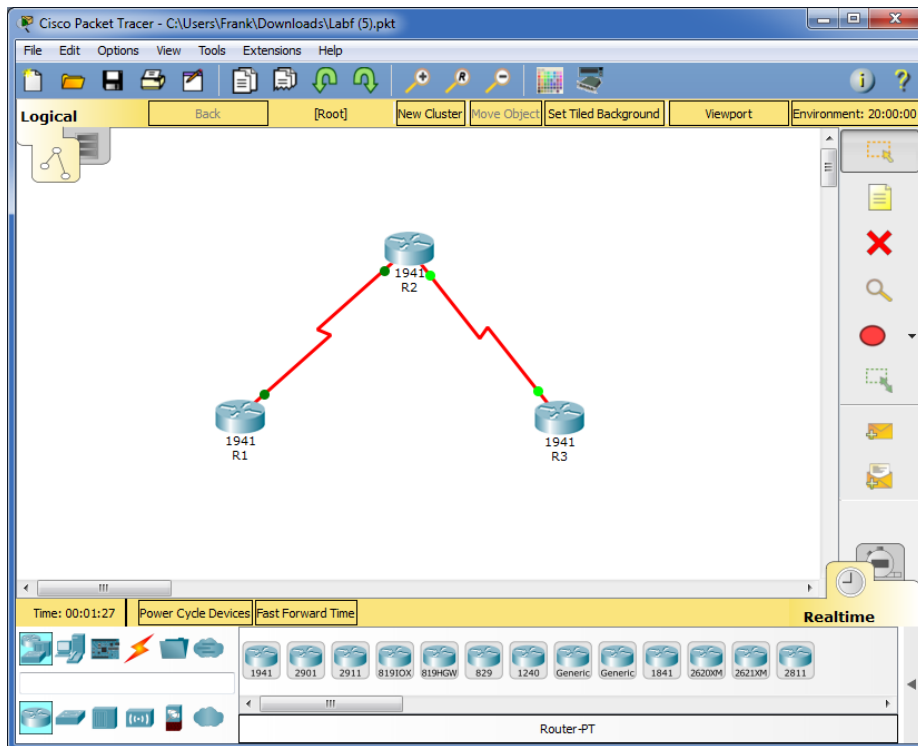 Cisco Packet Tracer - C:\Users\Frank\Downloads\Labf (5).pkt
File Edit Options View Tools Extensions Help
Logical Back [Root] New Cluster Move Object Set Tiled Background Viewport Environment: 20:00:00
1941
R2
1941
R1
1941
R3
Time: 00:01:27 Power Cycle Devices Fast Forward Time
Realtime
1941 2901 2911 819IOX 819HGW 829 1240 Generic Generic 1841 2620XM 2621XM 2811
Router-PT